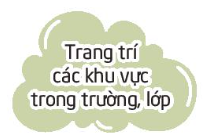 Trang trí
các khu vực
trong trường, lớp